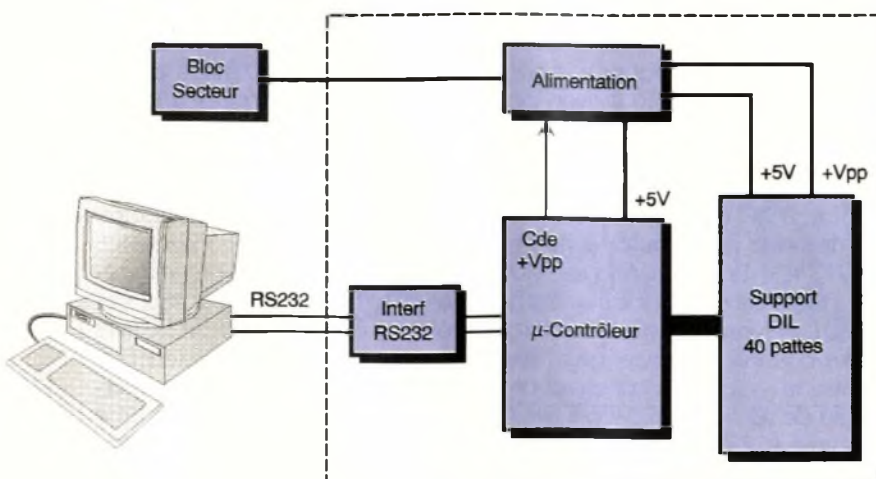 Bloc
Secteur
Alimentation
+5V
+5V
+Vpp
Cde
+Vpp
RS232
Interf
RS232
µ-Contrôleur
Support
DIL
40 pattes